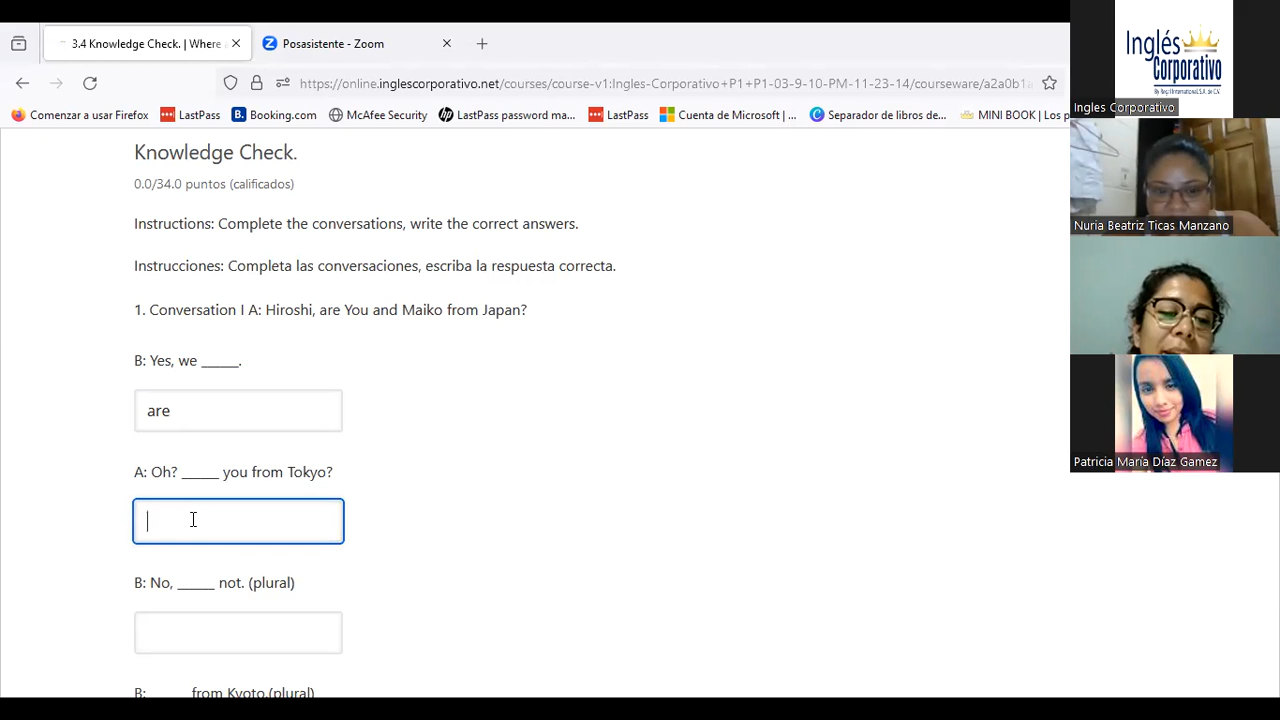 3.4 Knowledge Check. | Where
Posasistente - Zoom
https://online.inglescorporativo.net/courses/course-v1:Ingles-Corporativo+P1+P1-03-9-10-PM-11-23-14/courseware/a2a0b1
Comenzar a usar Firefox
LastPass
Booking.com
McAfee Security
LastPass password ma...
LastPass
Cuenta de Microsoft | ...
Separador de libros de...
MINI BOOK | Los p
Knowledge Check.
0.0/34.0 puntos (calificados)
Instructions: Complete the conversations, write the correct answers.
Instrucciones: Completa las conversaciones, escriba la respuesta correcta.
1. Conversation I A: Hiroshi, are You and Maiko from Japan?
B: Yes, we _____.
are
A: Oh? _____ you from Tokyo?
B: No, _____ not. (plural)
B: _____ from Kyoto.(plural)
Inglés
Corporativo
Ingles Corporativo
Nuria Beatriz Ticas Manzano
Patricia María Díaz Gamez